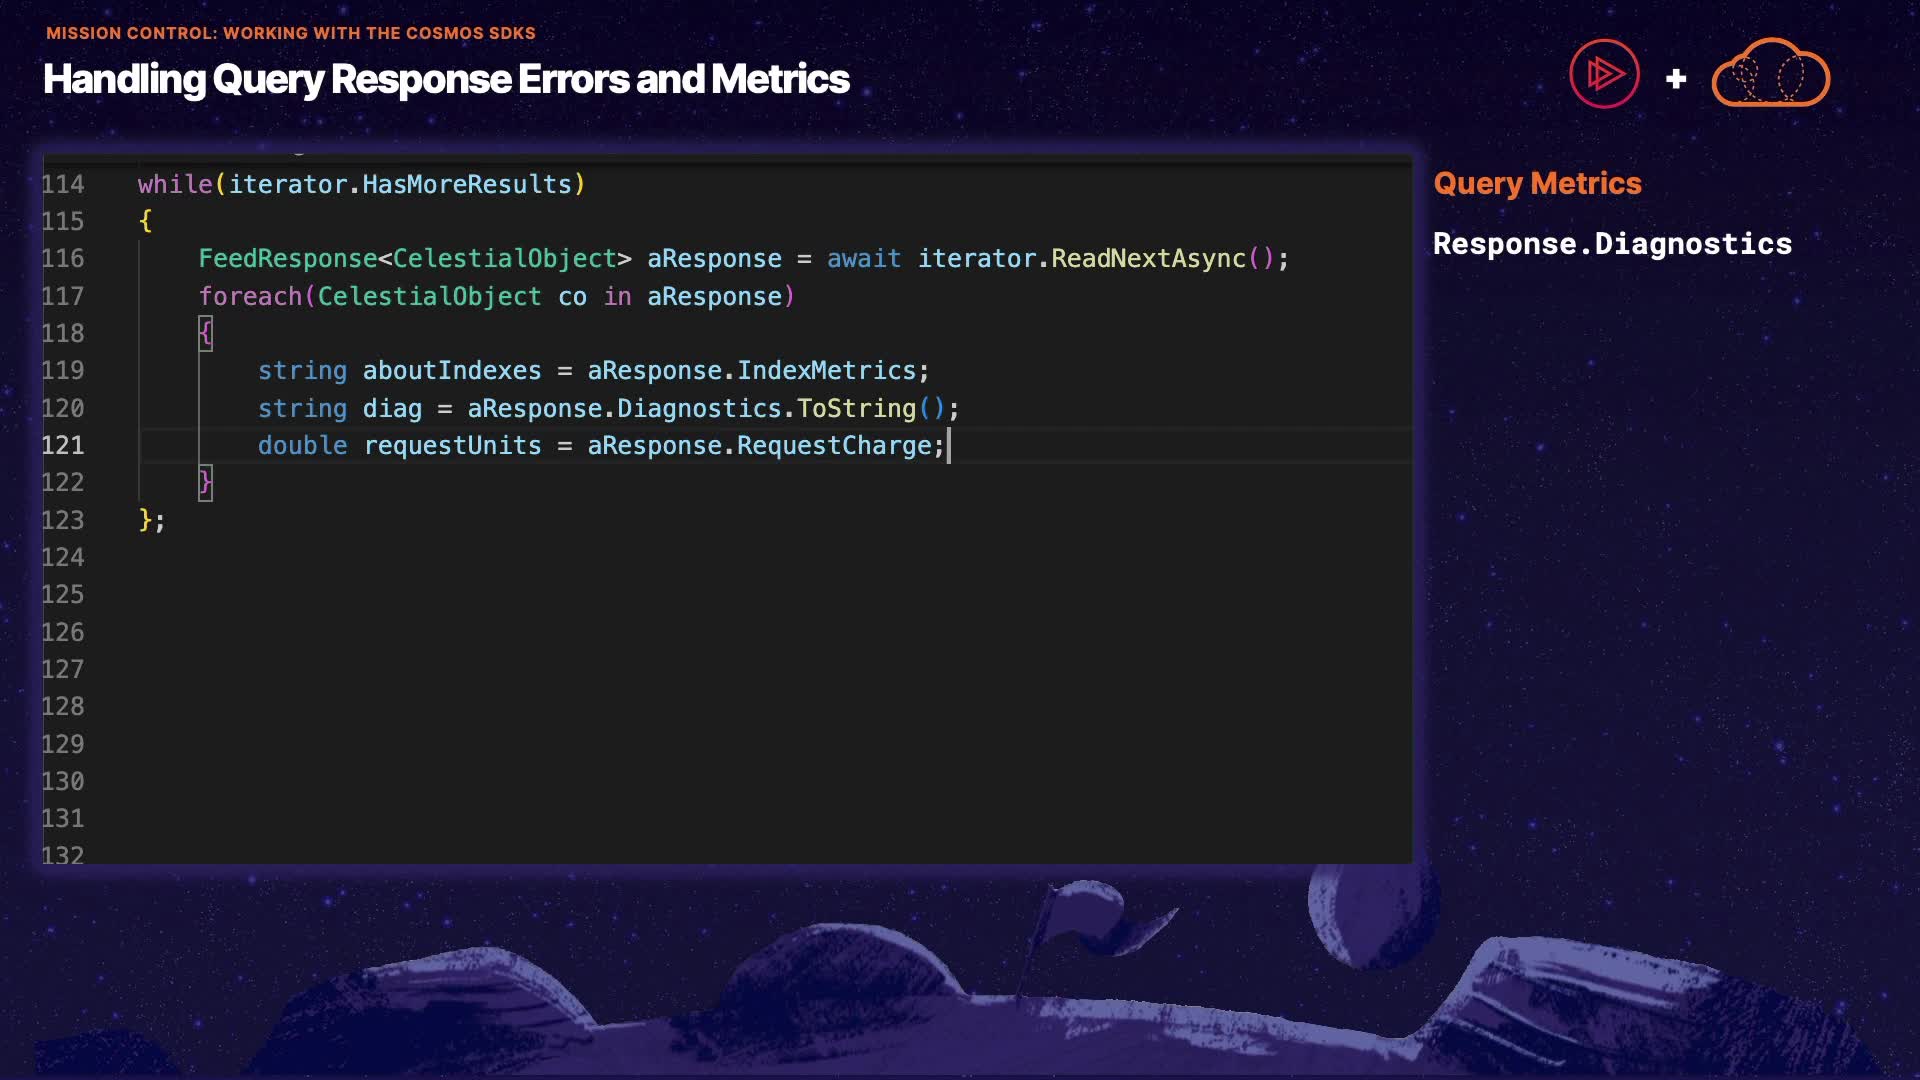 MISSION CONTROL: WORKING WITH THE COSMOS SDKS
Handling Query Response Errors and Metrics
+
114 while(iterator.HasMoreResults)
115 {
116 FeedResponse<CelestialObject> aResponse = await iterator.ReadNextAsync();
117 foreach(CelestialObject co in aResponse)
118 {
119 string aboutIndexes = aResponse.IndexMetrics;
120 string diag = aResponse.Diagnostics.ToString();
121 double requestUnits = aResponse.RequestCharge;
122 }
123 };
124
125
126
127
128
129
130
131
132
Query Metrics
Response.Diagnostics